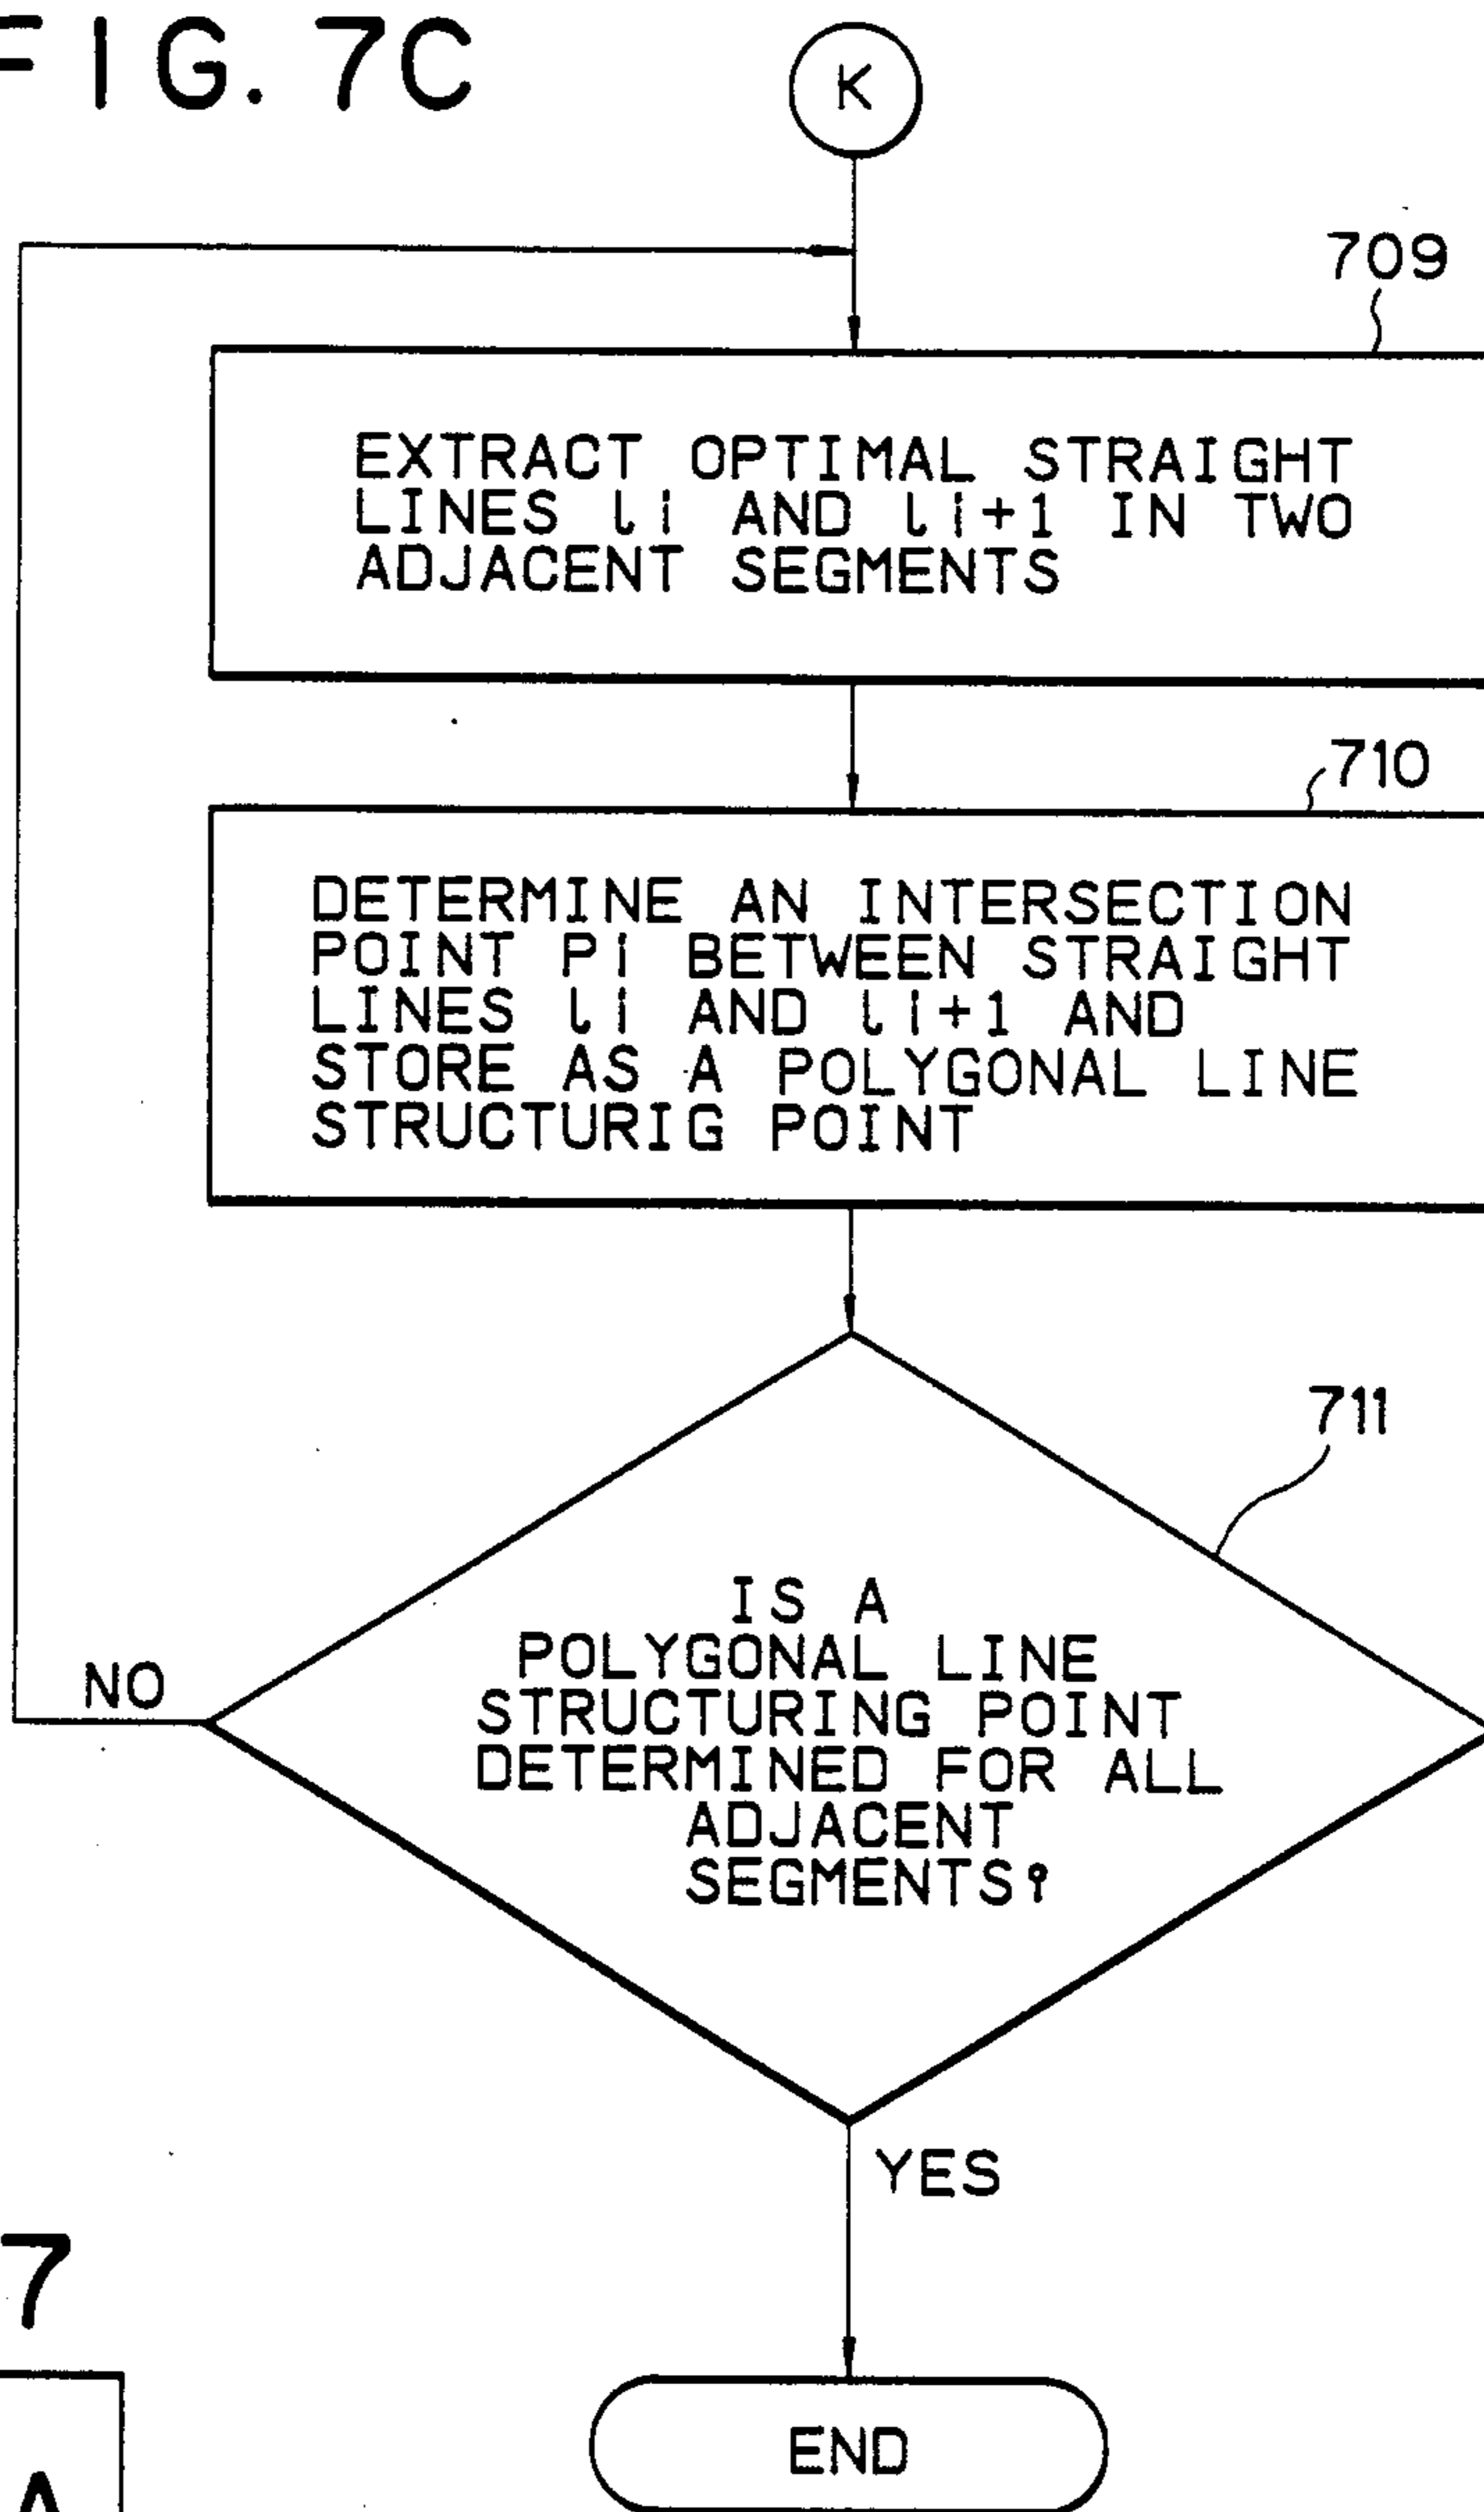 FIG. 7C
K
709
EXTRACT OPTIMAL STRAIGHT
LINES li AND li+1 IN TWO
ADJACENT SEGMENTS
710
DETERMINE AN INTERSECTION
POINT Pi BETWEEN STRAIGHT
LINES li AND li+1 AND
STORE AS A POLYGONAL LINE
STRUCTURIG POINT
711
IS A
POLYGONAL LINE
STRUCTURING POINT
DETERMINED FOR ALL
ADJACENT
SEGMENTS?
NO
YES
7
END